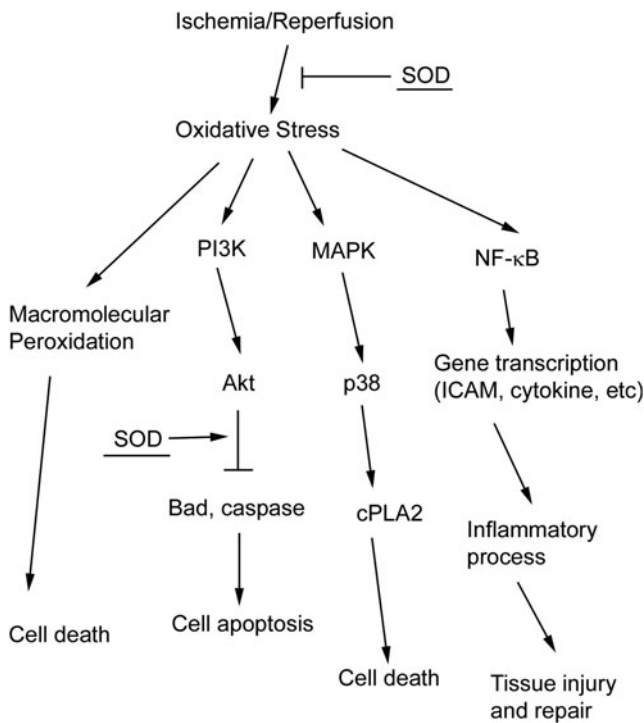 Ischemia/Reperfusion
SOD
Oxidative Stress
PI3K
MAPK
NF-κB
Macromolecular
Peroxidation
Gene transcription
(ICAM, cytokine, etc)
Akt
p38
SOD
Bad, caspase
cPLA2
Inflammatory
process
Cell death
Cell apoptosis
Cell death
Tissue injury
and repair